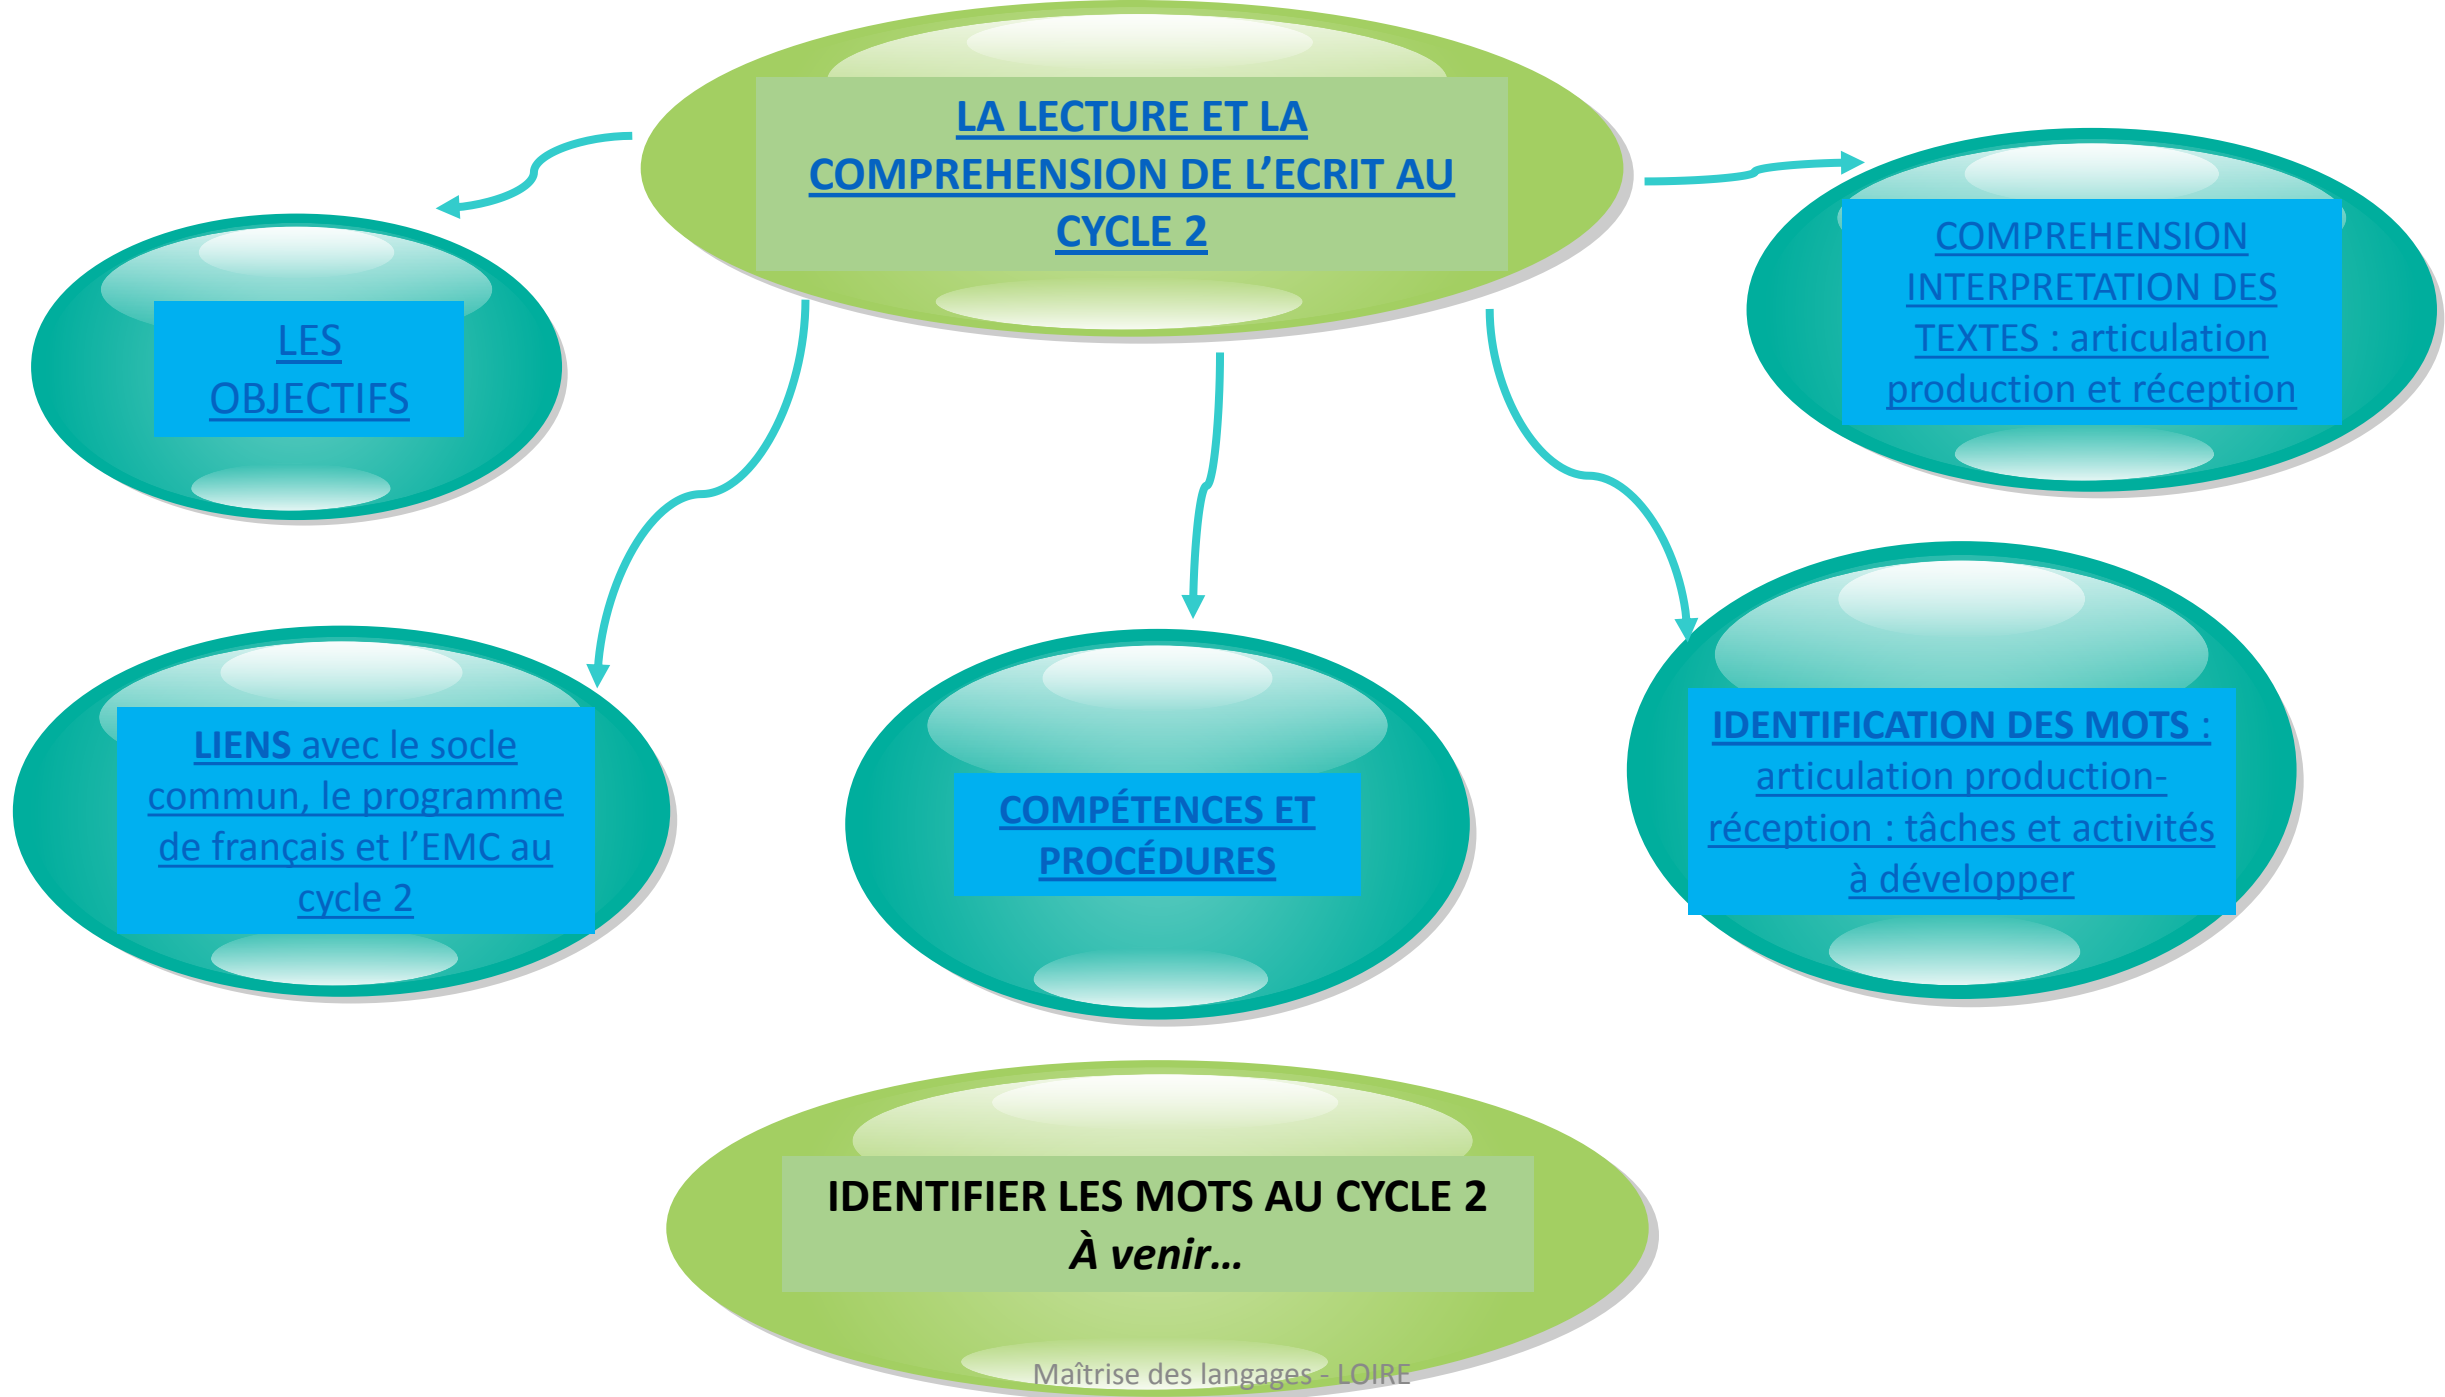 LA LECTURE ET LA
COMPREHENSION DE L’ECRIT AU
CYCLE 2
LES
OBJECTIFS
COMPREHENSION
INTERPRETATION DES
TEXTES : articulation
production et réception
LIENS avec le socle
commun, le programme
de français et l’EMC au
cycle 2
COMPÉTENCES ET
PROCÉDURES
IDENTIFICATION DES MOTS :
articulation production-
réception : tâches et activités
à développer
IDENTIFIER LES MOTS AU CYCLE 2
À venir…
Maîtrise des langages - LOIRE